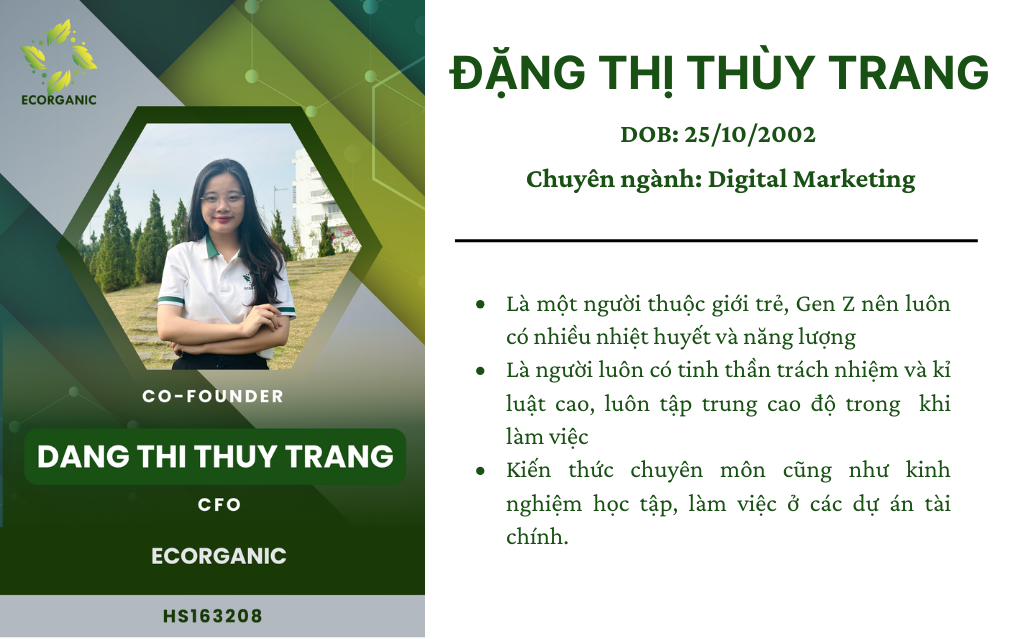 ECORGANIC
CO-FOUNDER
DANG THI THUY TRANG
CFO
ECORGANIC
HS163208
ĐẶNG THỊ THÙY TRANG
DOB: 25/10/2002
Chuyên ngành: Digital Marketing
Là một người thuộc giới trẻ, Gen Z nên luôn
có nhiều nhiệt huyết và năng lượng
Là người luôn có tinh thần trách nhiệm và kỉ
luật cao, luôn tập trung cao độ trong khi
làm việc
Kiến thức chuyên môn cũng như kinh
nghiệm học tập, làm việc ở các dự án tài
chính.